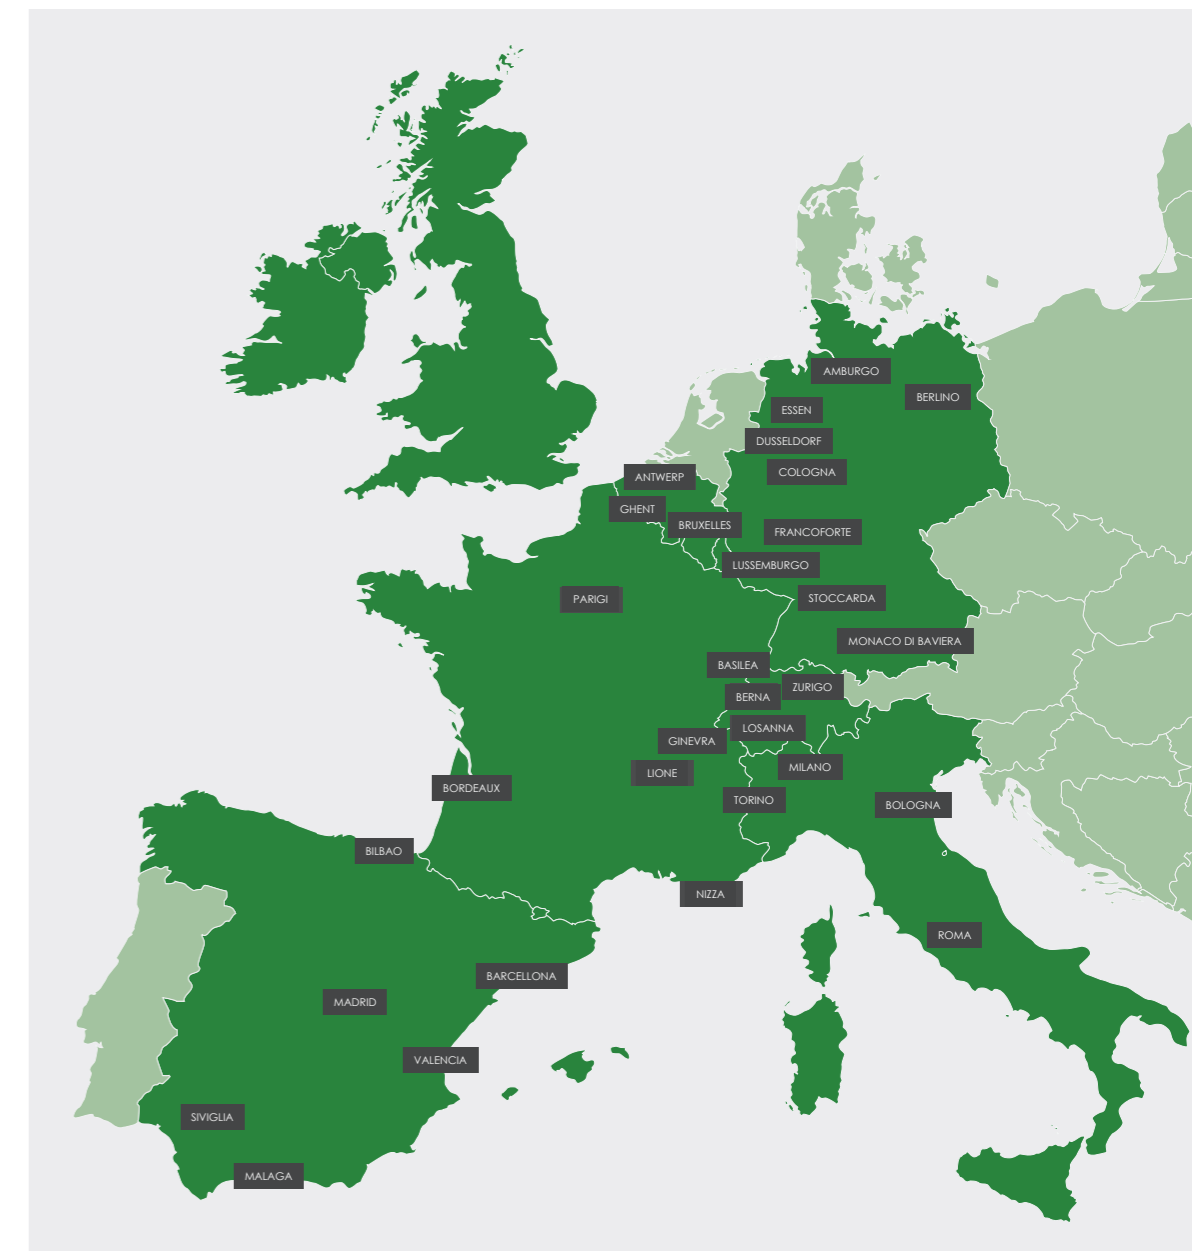 AMBURGO
BERLINO
ESSEN
DUSSELDORF
COLOGNA
ANTWERP
GHENT
BRUXELLES
FRANCOFORTE
LUSSEMBURGO
PARIGI
STOCCARDA
MONACO DI BAVIERA
BASILEA
ZURIGO
BERNA
LOSANNA
GINEVRA
MILANO
LIONE
BORDEAUX
TORINO
BOLOGNA
BILBAO
NIZZA
ROMA
BARCELLONA
MADRID
VALENCIA
SIVIGLIA
MALAGA